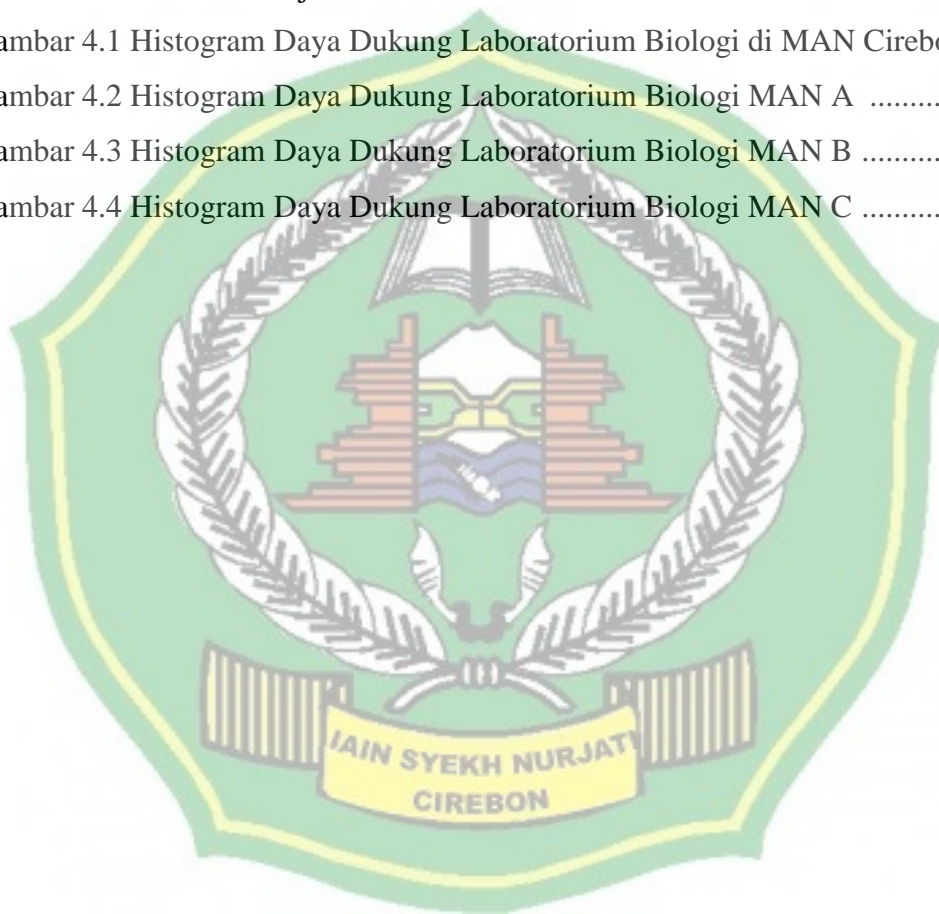 ambar 4.1 Histogram Daya Dukung Laboratorium Biologi di MAN Cirebo
ambar 4.2 Histogram Daya Dukung Laboratorium Biologi MAN A ..........
ambar 4.3 Histogram Daya Dukung Laboratorium Biologi MAN B ...........
ambar 4.4 Histogram Daya Dukung Laboratorium Biologi MAN C ...........
IAIN SYEKH NURJATI
CIREBON